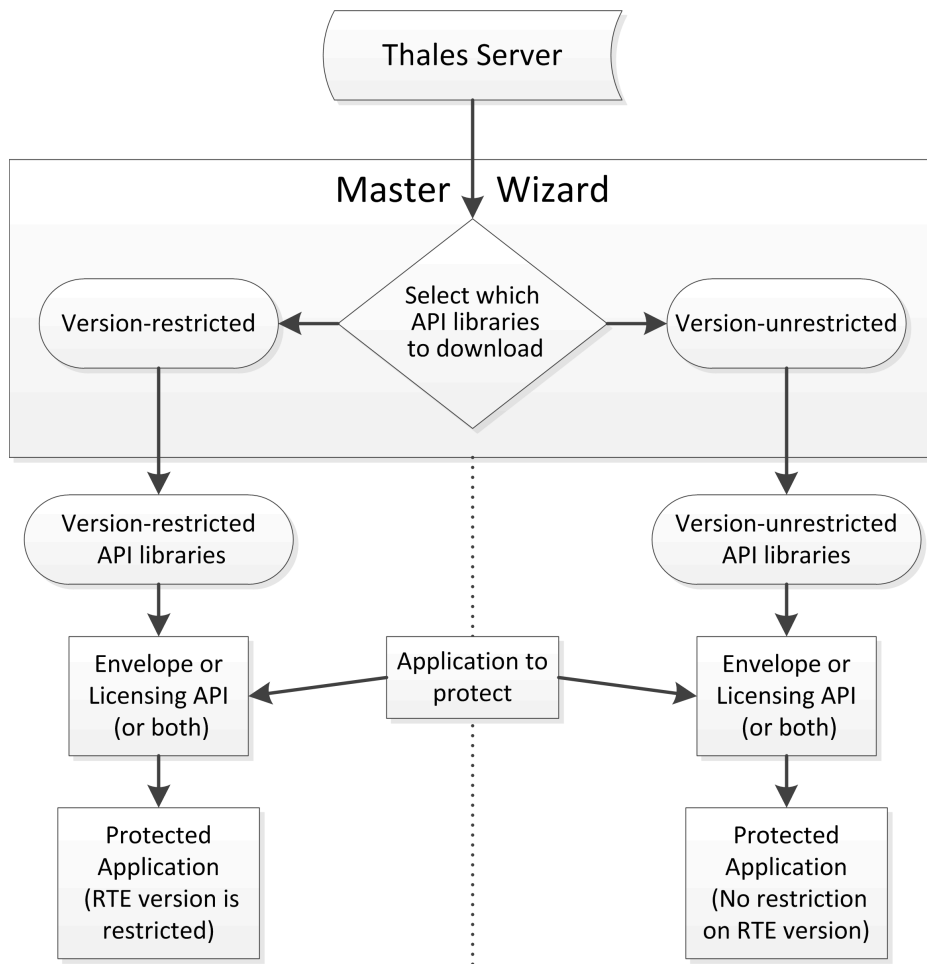 Thales Server
Master Wizard
Select which
API libraries
to download
Version-restricted
Version-unrestricted
Version-restricted
API libraries
Version-unrestricted
API libraries
Application to
protect
Envelope or
Licensing API
(or both)
Envelope or
Licensing API
(or both)
Protected
Application
(RTE version is
restricted)
Protected
Application
(No restriction
on RTE version)